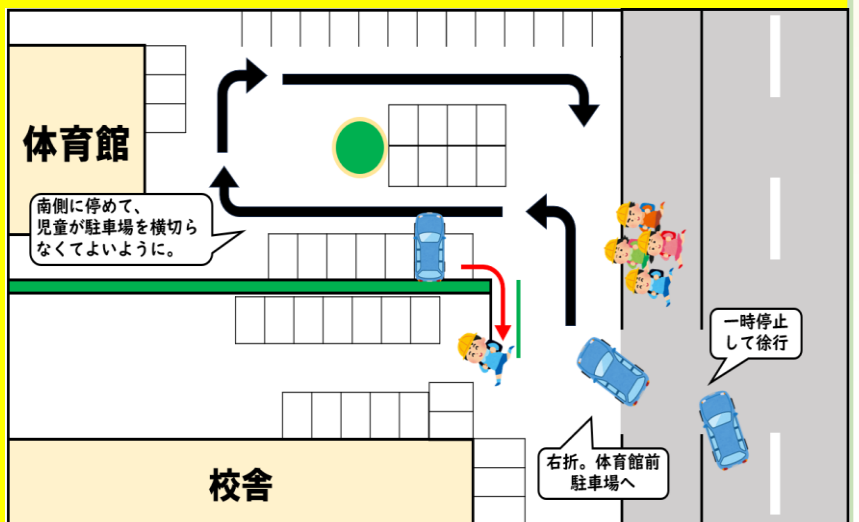 体育館
南側に停めて、
児童が駐車場を横切ら
なくてよいように。
一時停止
して徐行
右折。体育館前
駐車場へ
校舎